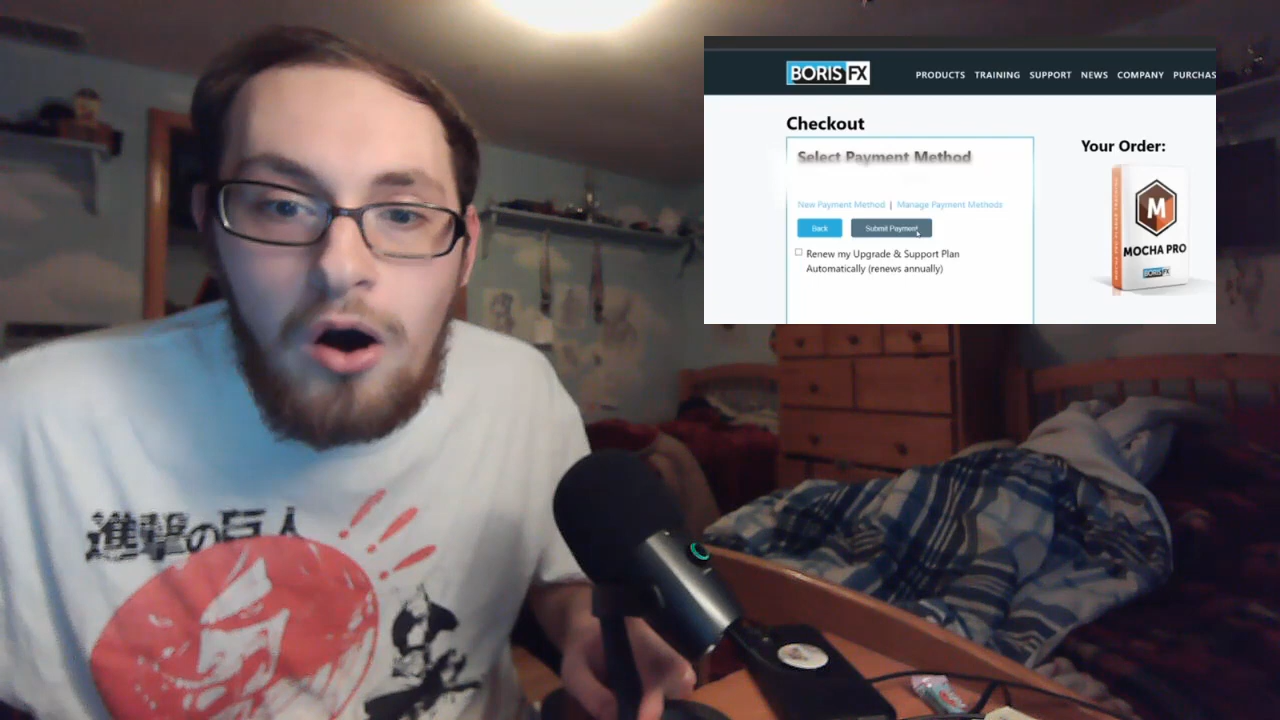 進撃の巨人
BORIS FX
PRODUCTS TRAINING SUPPORT NEWS COMPANY PURCHAS
Checkout
Select Payment Method
New Payment Method | Manage Payment Methods
Back Submit Payment
Renew my Upgrade & Support Plan
Automatically (renews annually)
Your Order:
M
MOCHA PRO
BORIS FX